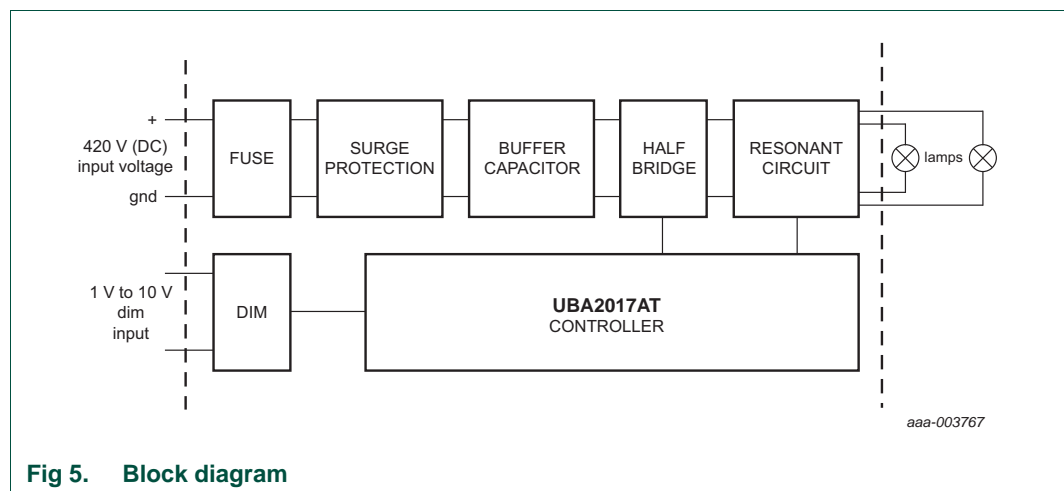 +
420 V (DC)
input voltage
gnd
FUSE
SURGE
PROTECTION
BUFFER
CAPACITOR
HALF
BRIDGE
RESONANT
CIRCUIT
lamps
1 V to 10 V
dim
input
DIM
UBA2017AT
CONTROLLER
aaa-003767
Fig 5. Block diagram